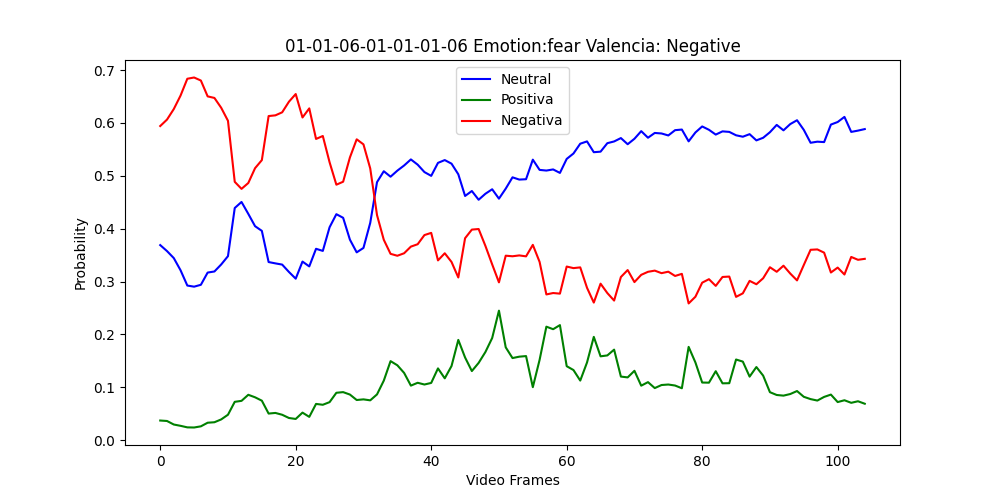 01-01-06-01-01-01-06 Emotion:fear Valencia: Negative
Neutral
Positiva
Negativa
Probability
0.7
0.6
0.5
0.4
0.3
0.2
0.1
0.0
0 20 40 60 80 100
Video Frames